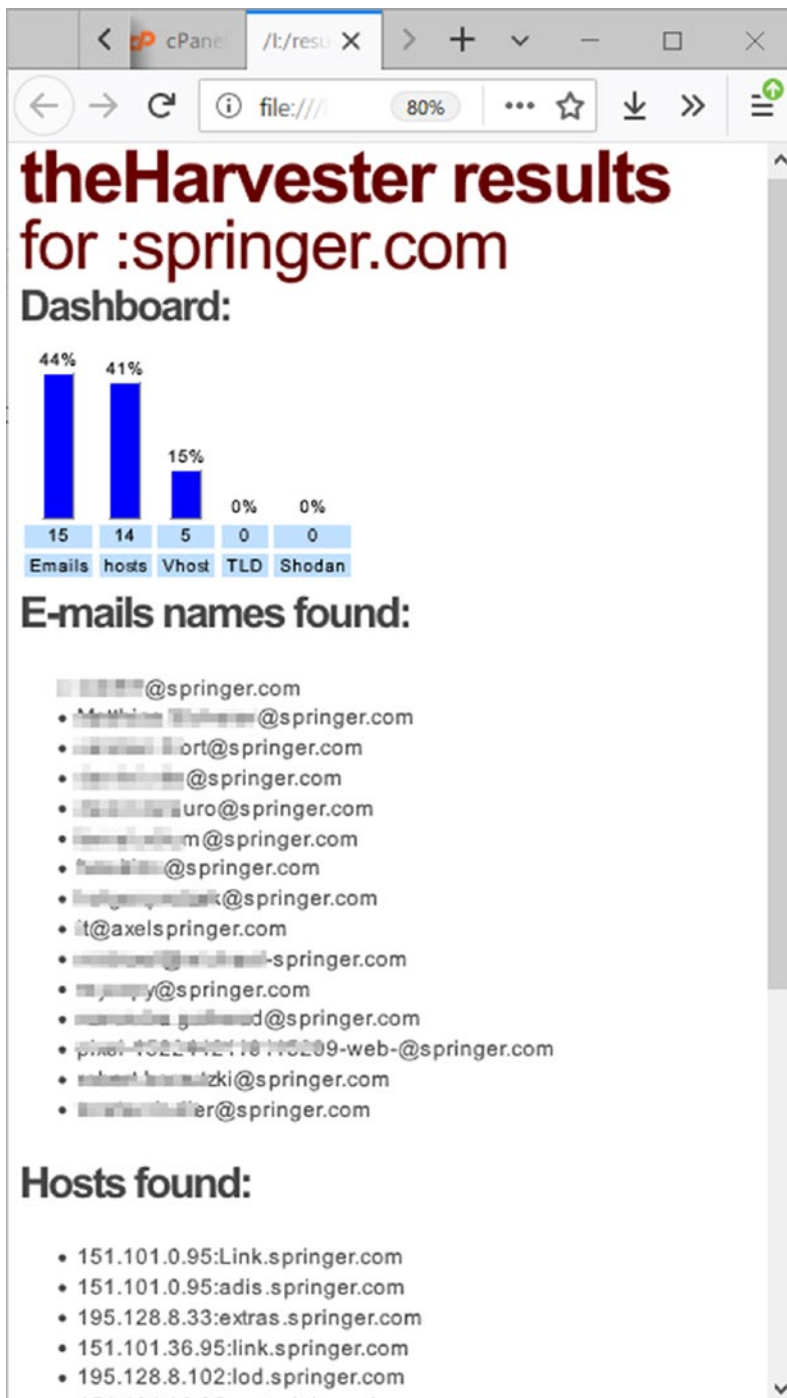 cPane
/I:/resu
file:///
80%
theHarvester results
for :springer.com
Dashboard:
44% 41% 15% 0% 0%
15 14 5 0 0
Emails hosts Vhost TLD Shodan
E-mails names found:
@springer.com
@springer.com
ort@springer.com
@springer.com
uro@springer.com
m@springer.com
@springer.com
k@springer.com
t@axelspringer.com
-springer.com
y@springer.com
d@springer.com
09-web-@springer.com
zki@springer.com
er@springer.com
Hosts found:
151.101.0.95:Link.springer.com
151.101.0.95:adis.springer.com
195.128.8.33:extras.springer.com
151.101.36.95:link.springer.com
195.128.8.102:lod.springer.com